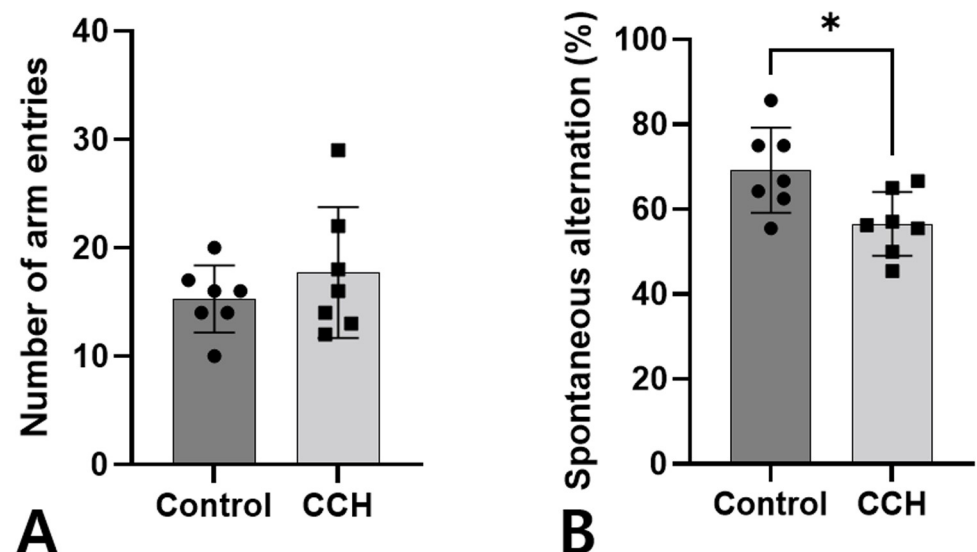 Number of arm entries
40
30
20
10
0
Control
CCH
A
Spontaneous alternation (%)
100
80
60
40
20
0
*
Control
CCH
B